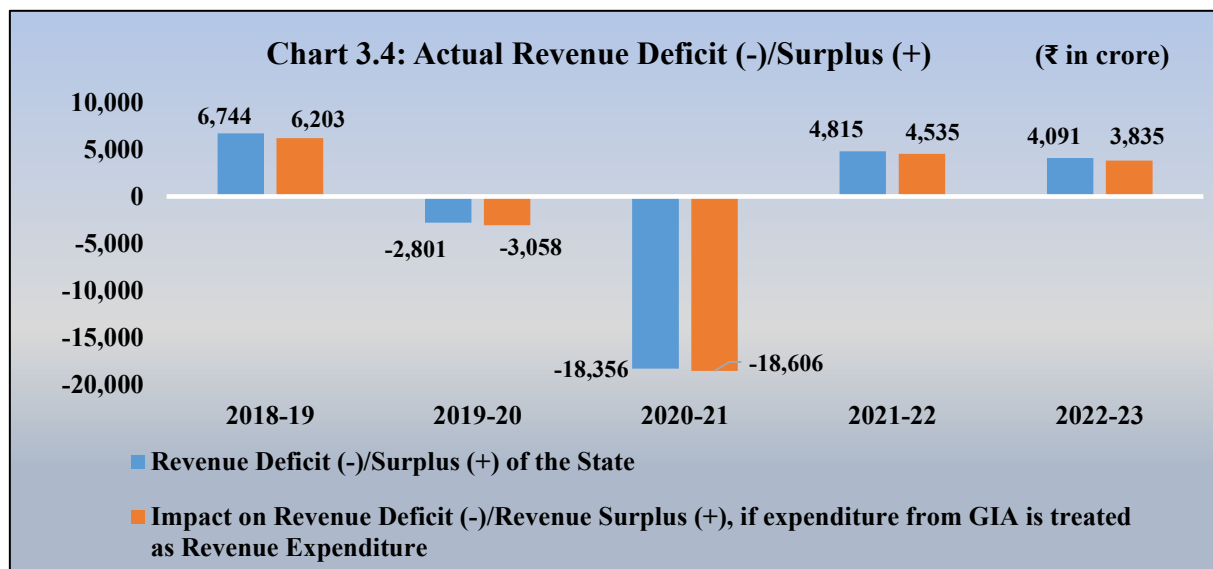 Chart 3.4: Actual Revenue Deficit (-)/Surplus (+) (₹ in crore)
10,000
5,000
0
-5,000
-10,000
-15,000
-20,000
6,744 6,203
-2,801 -3,058
-18,356 -18,606
4,815 4,535
4,091 3,835
2018-19 2019-20 2020-21 2021-22 2022-23
Revenue Deficit (-)/Surplus (+) of the State
Impact on Revenue Deficit (-)/Revenue Surplus (+), if expenditure from GIA is treated
as Revenue Expenditure